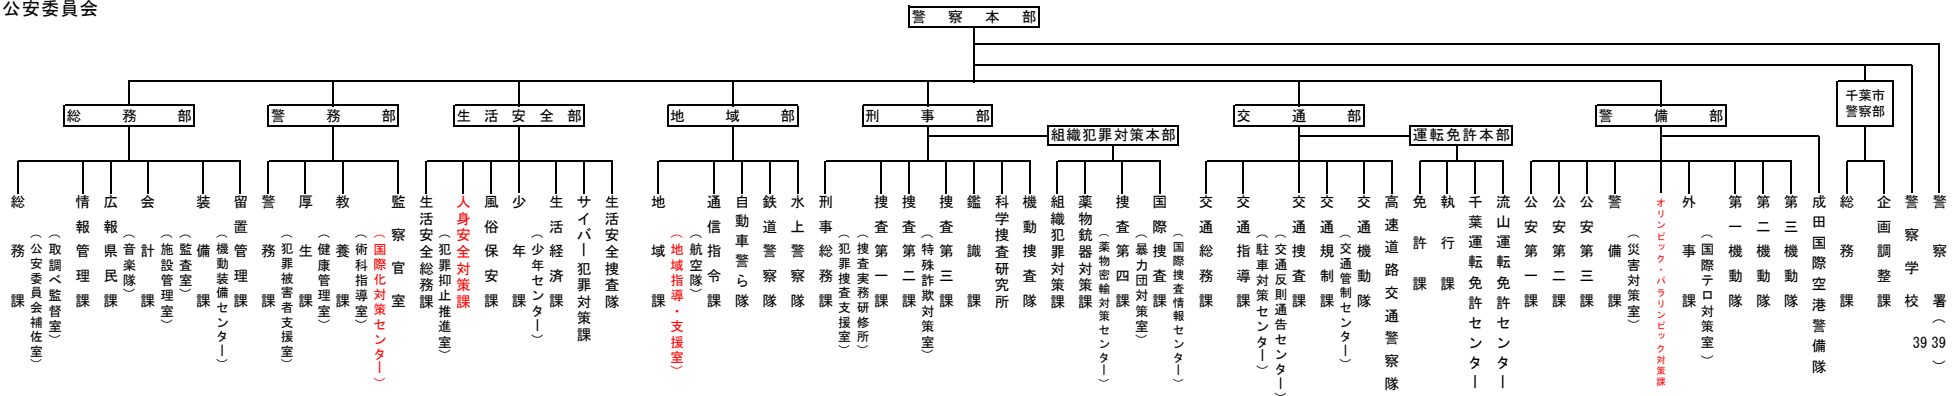 公安委員会
警察本部
千葉市
警察部
総務部
警務部
生活安全部
地域部
刑事部
組織犯罪対策本部
交通部
運転免許本部
警備部
総務課
（公安委員会補佐室）
（取調べ監督室）
情報管理課
広報県民課
（音楽隊）
会計課
（施設管理室）
（監査室）
装備課
（機動装備センター）
留置管理課
警務課
（犯罪被害者支援室）
厚生課
（健康管理室）
教養課
（術科指導室）
（国際化対策センター）
監察官室
生活安全総務課
（犯罪抑止推進室）
人身安全対策課
風俗保安課
少年課
（少年センター）
生活経済課
サイバー犯罪対策課
生活安全捜査隊
地域課
（地域指導・支援室）
（航空隊）
通信指令課
自動車警ら隊
鉄道警察隊
水上警察隊
刑事総務課
（犯罪捜査支援室）
（捜査実務研修所）
捜査第一課
捜査第二課
（特殊詐欺対策室）
捜査第三課
鑑識課
科学捜査研究所
機動捜査隊
組織犯罪対策課
薬物銃器対策課
（薬物密輸対策センター）
捜査第四課
（暴力団対策室）
国際捜査課
（国際捜査情報センター）
交通総務課
交通指導課
（駐車対策センター）
（交通反則通告センター）
交通捜査課
交通規制課
（交通管制センター）
交通機動隊
高速道路交通警察隊
免許課
執行課
千葉運転免許センター
流山運転免許センター
公安第一課
公安第二課
公安第三課
警備課
（災害対策室）
オリンピック・パラリンピック対策課
外事課
（国際テロ対策室）
第一機動隊
第二機動隊
第三機動隊
成田国際空港警備隊
総務課
企画調整課
警察学校
39
警察署（39）